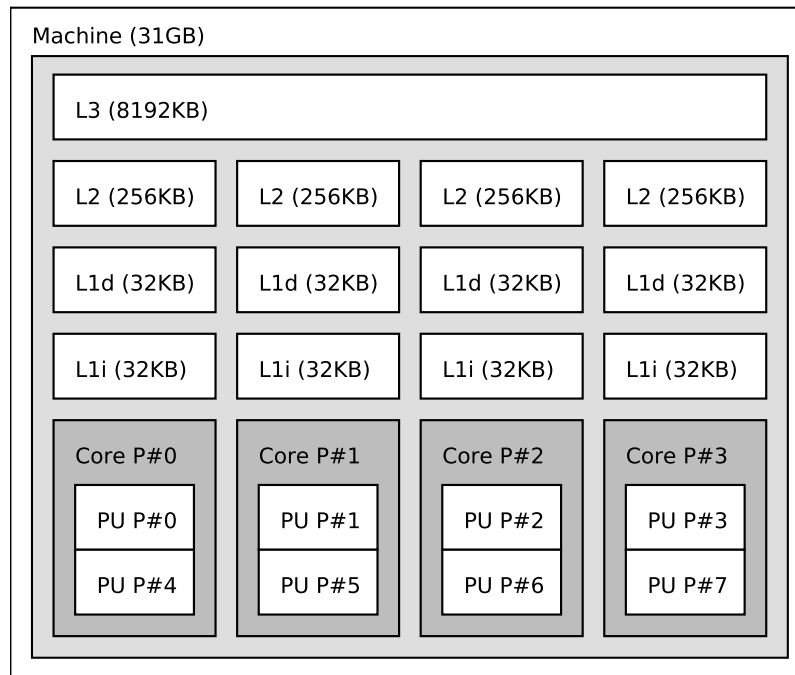 Machine (31GB)
L3 (8192KB)
L2 (256KB) L2 (256KB) L2 (256KB) L2 (256KB)
L1d (32KB) L1d (32KB) L1d (32KB) L1d (32KB)
L1i (32KB) L1i (32KB) L1i (32KB) L1i (32KB)
Core P#0 Core P#1 Core P#2 Core P#3
PU P#0 PU P#1 PU P#2 PU P#3
PU P#4 PU P#5 PU P#6 PU P#7